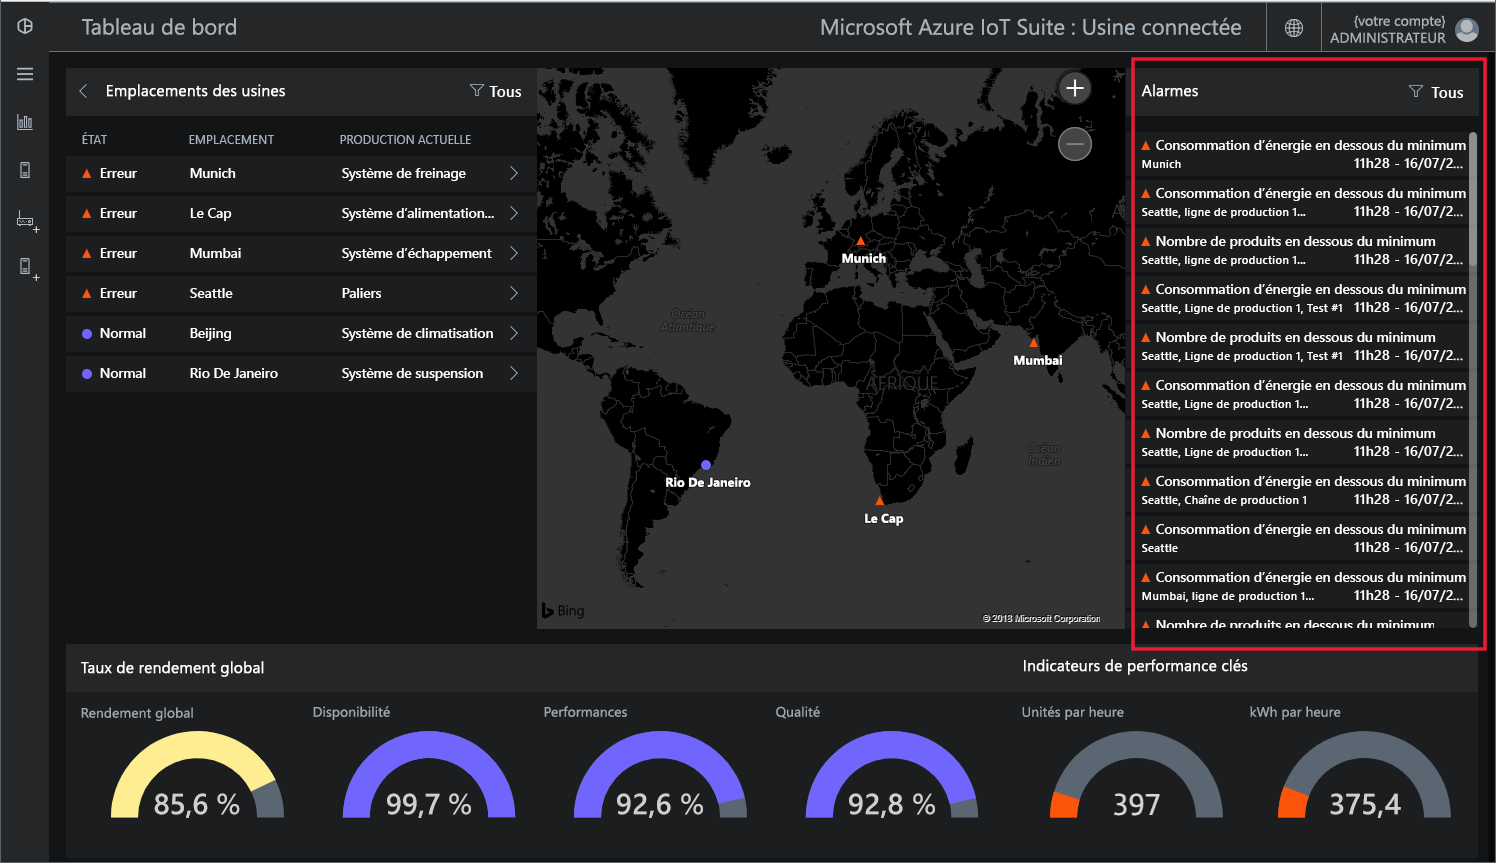 Tableau de bord
Microsoft Azure IoT Suite : Usine connectée
{votre compte}
ADMINISTRATEUR
Emplacements des usines
Tous
ÉTAT EMPLACEMENT PRODUCTION ACTUELLE
Erreur Munich Système de freinage
Erreur Le Cap Système d'alimentation...
Erreur Mumbai Système d'échappement
Erreur Seattle Paliers
Normal Beijing Système de climatisation
Normal Rio De Janeiro Système de suspension
Munich
Océan
Atlantique
Mumbai
AFRIQUE
Océan
Indien
Rio De Janeiro
Le Cap
Bing
© 2018 Microsoft Corporation
Alarmes
Tous
Consommation d'énergie en dessous du minimum
Munich 11h28 - 16/07/2...
Consommation d'énergie en dessous du minimum
Seattle, ligne de production 1... 11h28 - 16/07/2...
Nombre de produits en dessous du minimum
Seattle, ligne de production 1... 11h28 - 16/07/2...
Consommation d'énergie en dessous du minimum
Seattle, Ligne de production 1, Test #1 11h28 - 16/07/2...
Nombre de produits en dessous du minimum
Seattle, Ligne de production 1, Test #1 11h28 - 16/07/2...
Consommation d'énergie en dessous du minimum
Seattle, Ligne de production 1... 11h28 - 16/07/2...
Nombre de produits en dessous du minimum
Seattle, Ligne de production 1... 11h28 - 16/07/2...
Consommation d'énergie en dessous du minimum
Seattle, Chaîne de production 1 11h28 - 16/07/2...
Consommation d'énergie en dessous du minimum
Seattle 11h28 - 16/07/2...
Consommation d'énergie en dessous du minimum
Mumbai, ligne de production 1... 11h28 - 16/07/2...
Nombre de produits en dessous du minimum
Taux de rendement global
Indicateurs de performance clés
Rendement global Disponibilité Performances Qualité Unités par heure kWh par heure
85,6 % 99,7 % 92,6 % 92,8 % 397 375,4